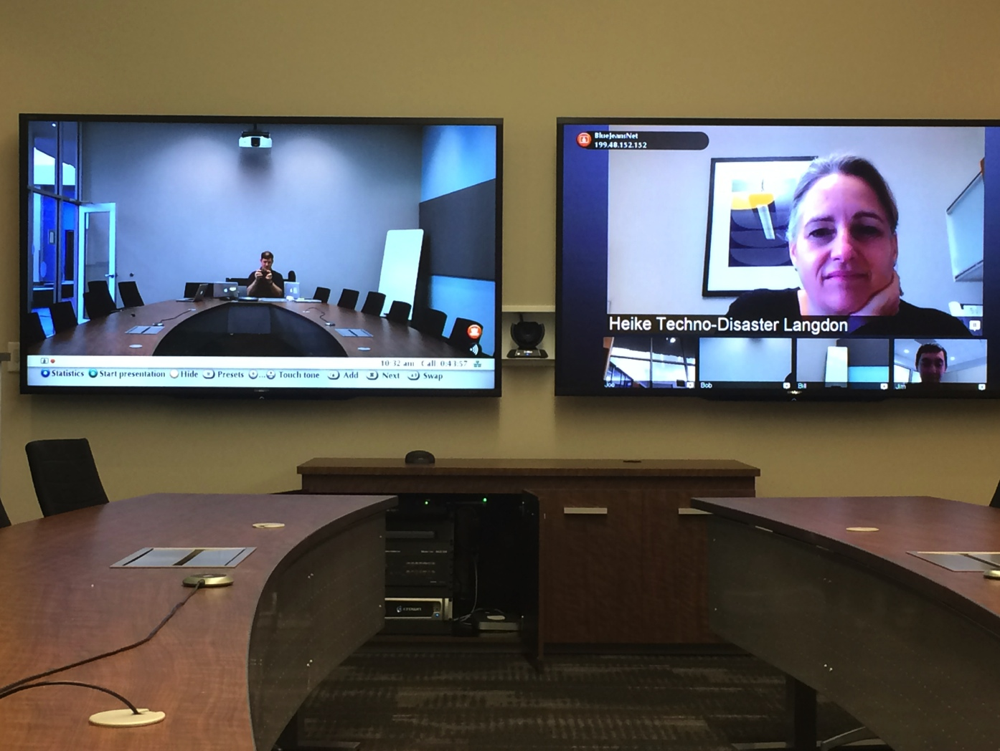 BlueJeansNet
199.48.152.152
Heike Techno-Disaster Langdon
Joe
Bob
Bill
Jim
10:32 am Call 0:43:57
Statistics Start presentation Hide Presets ... Touch tone Add Next Swap
crown